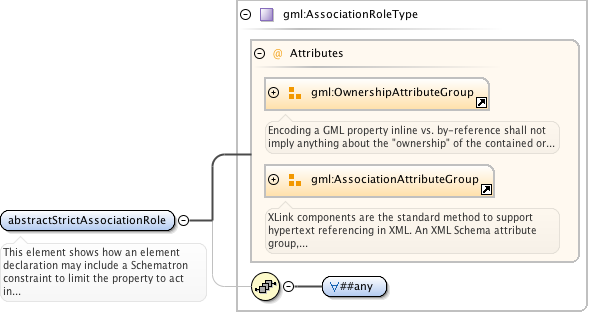 gml:AssociationRoleType
@ Attributes
gml:OwnershipAttributeGroup
Encoding a GML property inline vs. by-reference shall not
imply anything about the "ownership" of the contained or...
gml:AssociationAttributeGroup
XLink components are the standard method to support
hypertext referencing in XML. An XML Schema attribute
group,...
abstractStrictAssociationRole
This element shows how an element
declaration may include a Schematron
constraint to limit the property to act
in...
∀##any